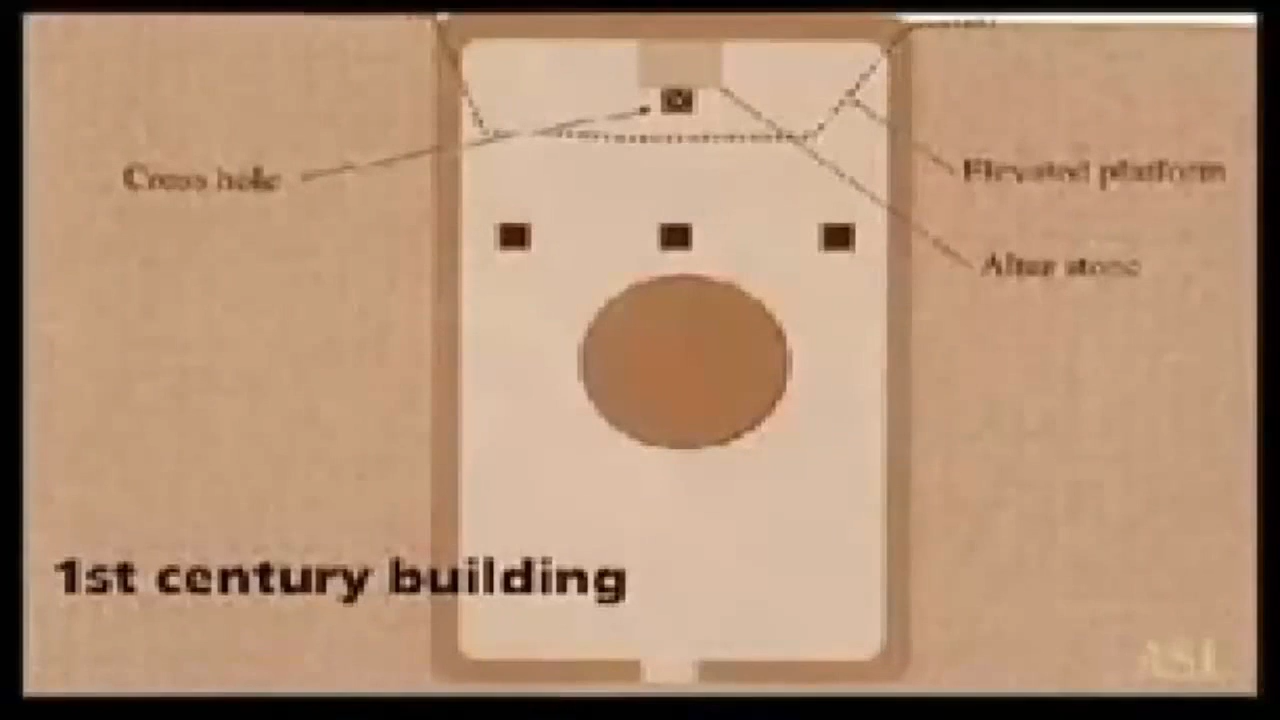 Cross hole
Elevated platform
Altar stone
1st century building